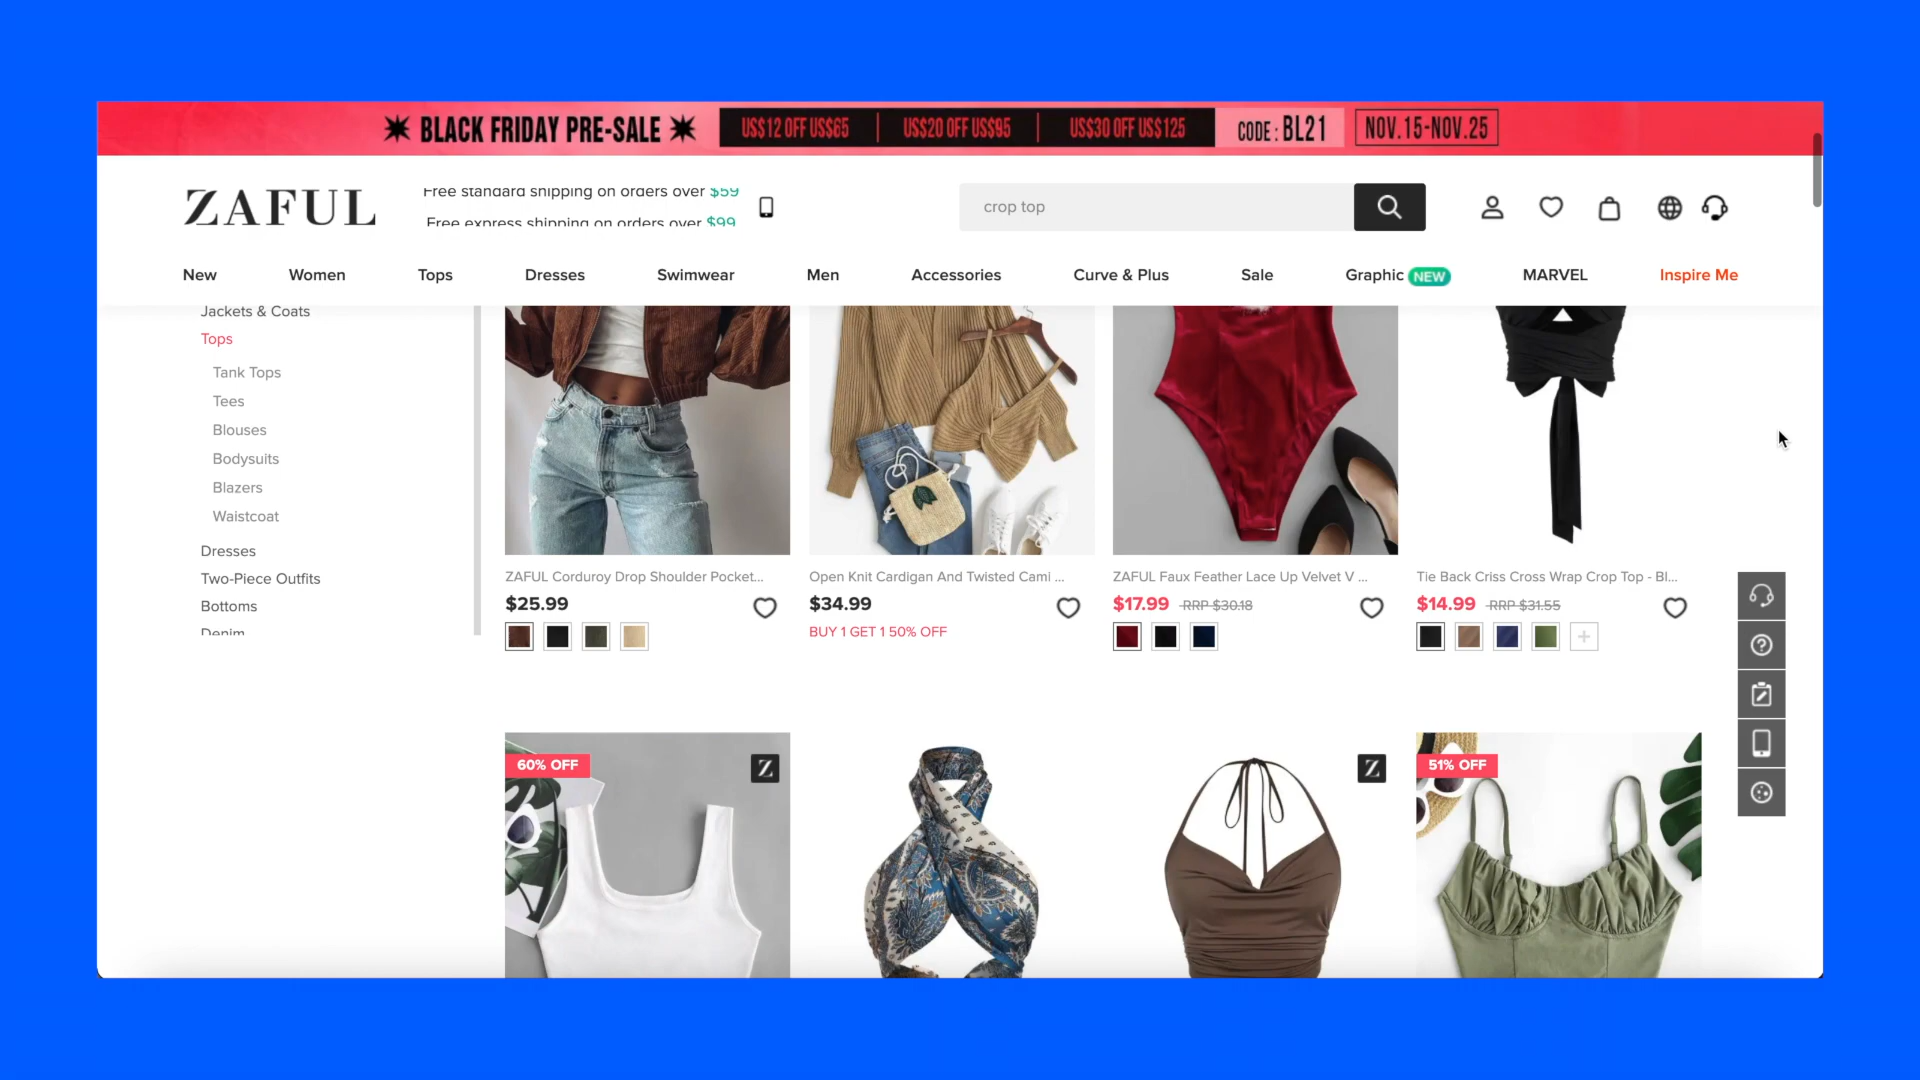 BLACK FRIDAY PRE-SALE
US$12 OFF US$65
US$20 OFF US$95
US$30 OFF US$125
CODE : BL21
NOV.15-NOV.25
ZAFUL
Free standard shipping on orders over $59
Free express shipping on orders over $99
crop top
New
Women
Tops
Dresses
Swimwear
Men
Accessories
Curve & Plus
Sale
Graphic NEW
MARVEL
Inspire Me
Jackets & Coats
Tops
Tank Tops
Tees
Blouses
Bodysuits
Blazers
Waistcoat
Dresses
Two-Piece Outfits
Bottoms
Denim
ZAFUL Corduroy Drop Shoulder Pocket...
$25.99
Open Knit Cardigan And Twisted Cami ...
$34.99
BUY 1 GET 1 50% OFF
ZAFUL Faux Feather Lace Up Velvet V ...
$17.99 RRP $30.18
Tie Back Criss Cross Wrap Crop Top - Bl...
$14.99 RRP $31.55
60% OFF
Z
Z
51% OFF